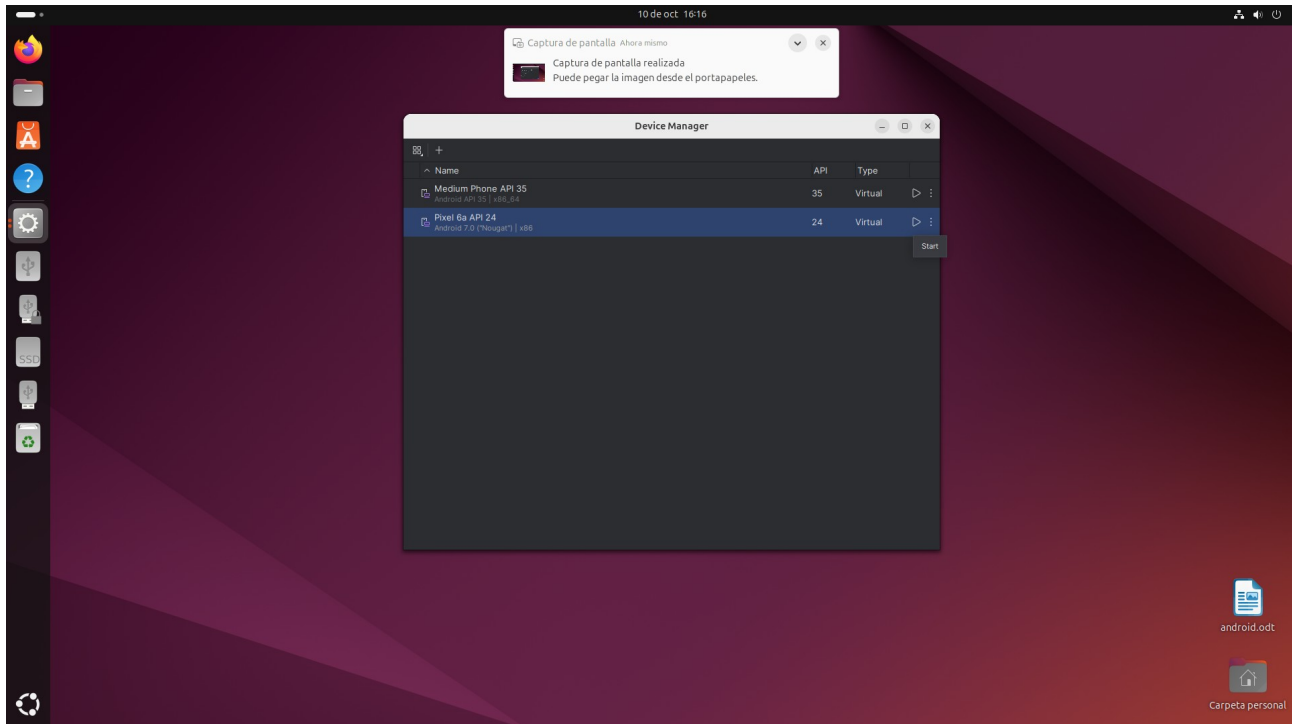 10 de oct 16:16
Captura de pantalla Ahora mismo
Captura de pantalla realizada
Puede pegar la imagen desde el portapapeles.
Device Manager
Name API Type
Medium Phone API 35
Android API 35 | x86_64
35 Virtual
Pixel 6a API 24
Android 7.0 ("Nougat") | x86
24 Virtual
Start
SSD
android.odt
Carpeta personal